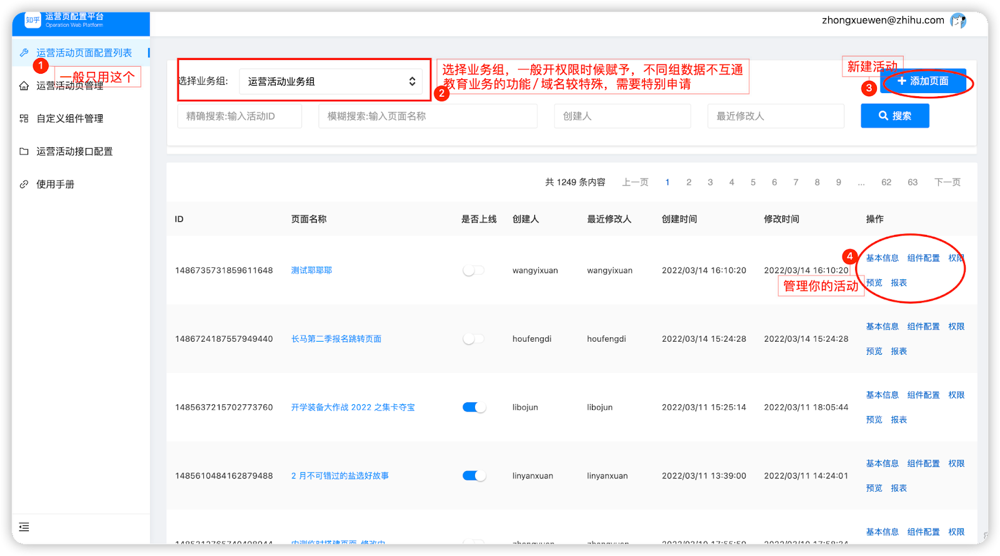 知乎 运营页配置平台
Operation Web Platform
zhongxuewen@zhihu.com
运营活动页面配置列表
1
一般只用这个
运营活动页管理
自定义组件管理
运营活动接口配置
使用手册
选择业务组: 运营活动业务组
2
选择业务组，一般开权限时候赋予，不同组数据不互通
教育业务的功能/域名较特殊，需要特别申请
新建活动
3
添加页面
精确搜索:输入活动ID 模糊搜索:输入页面名称 创建人 最近修改人 搜索
共 1249 条内容 上一页 1 2 3 4 5 6 7 8 9 ... 62 63 下一页
ID 页面名称 是否上线 创建人 最近修改人 创建时间 修改时间 操作
4
基本信息 组件配置 权限
1486735731859611648 测试耶耶耶 wangyixuan wangyixuan 2022/03/14 16:10:20 2022/03/14 16:10:20
管理你的活动
预览 报表
基本信息 组件配置 权限
1486724187557949440 长马第二季报名跳转页面 houfengdi houfengdi 2022/03/14 15:24:28 2022/03/14 15:24:28
预览 报表
基本信息 组件配置 权限
1485637215702773760 开学装备大作战 2022 之集卡夺宝 libojun libojun 2022/03/11 15:25:14 2022/03/11 18:05:44
预览 报表
基本信息 组件配置 权限
1485610484162879488 2 月不可错过的盐选好故事 linyanxuan linyanxuan 2022/03/11 13:39:00 2022/03/11 14:24:01
预览 报表
基本信息 组件配置 权限